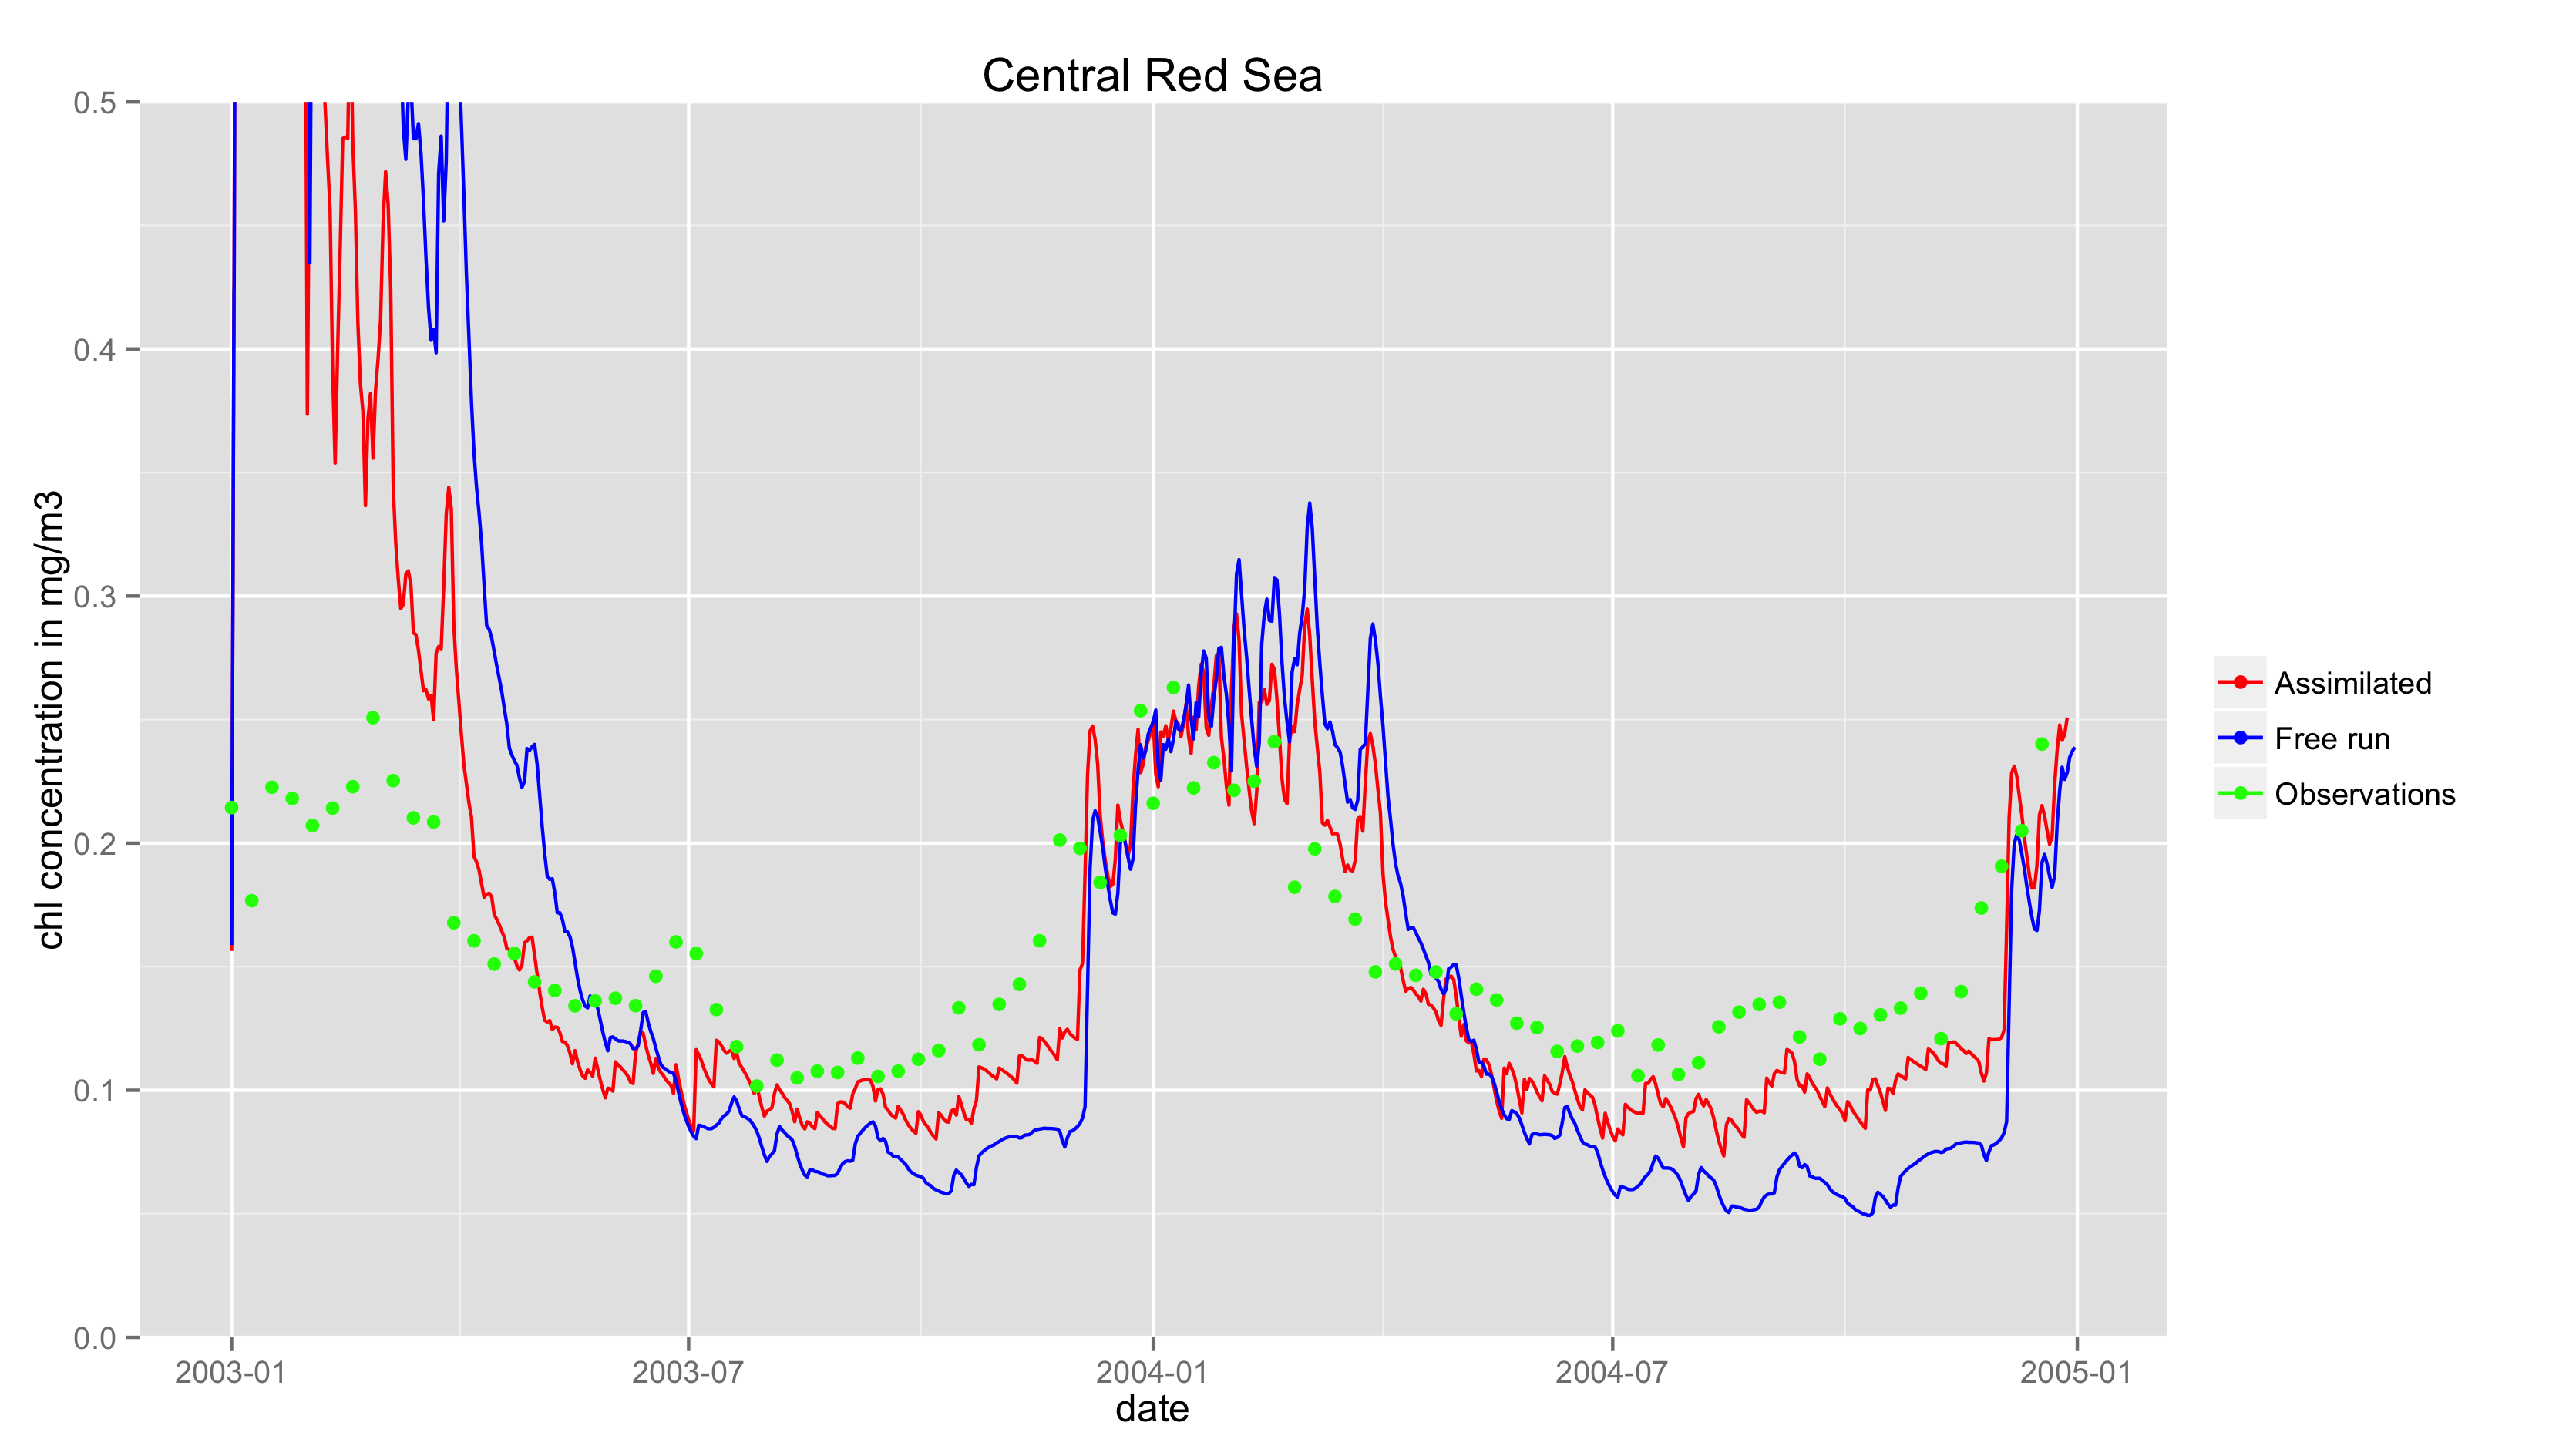 Central Red Sea
chl concentration in mg/m3
0.5
0.4
0.3
0.2
0.1
0.0
2003-01
2003-07
2004-01
2004-07
2005-01
date
Assimilated
Free run
Observations